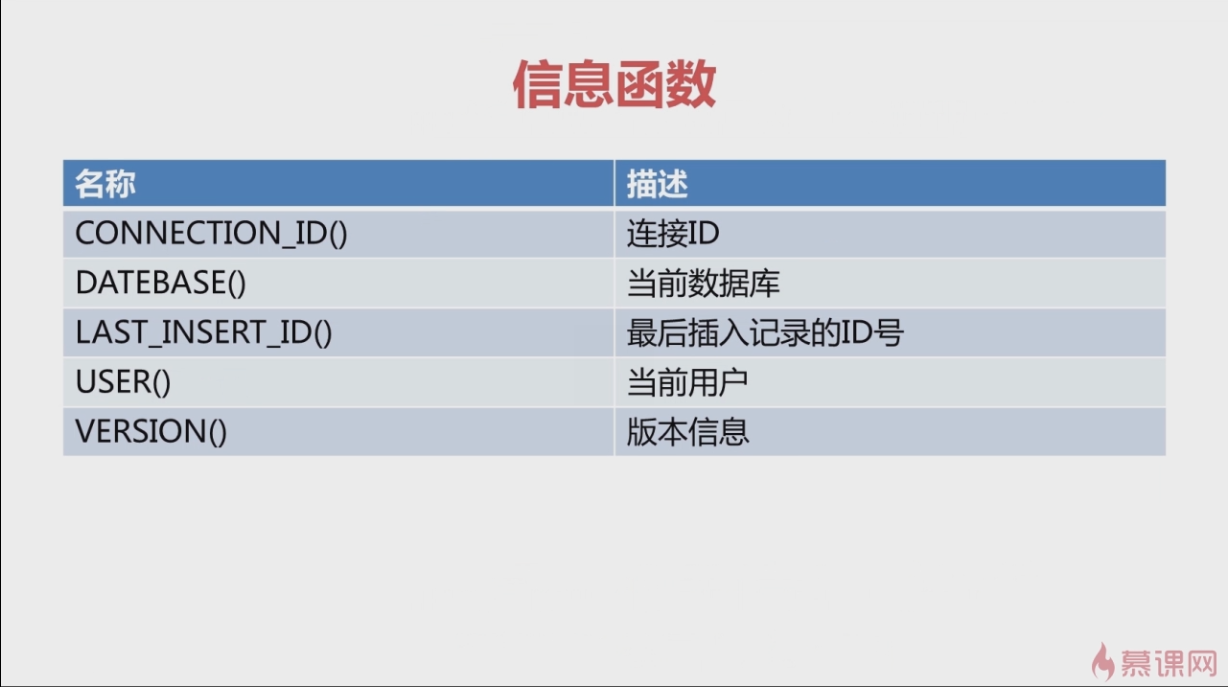 信息函数
名称 描述
CONNECTION_ID() 连接ID
DATEBASE() 当前数据库
LAST_INSERT_ID() 最后插入记录的ID号
USER() 当前用户
VERSION() 版本信息
慕课网